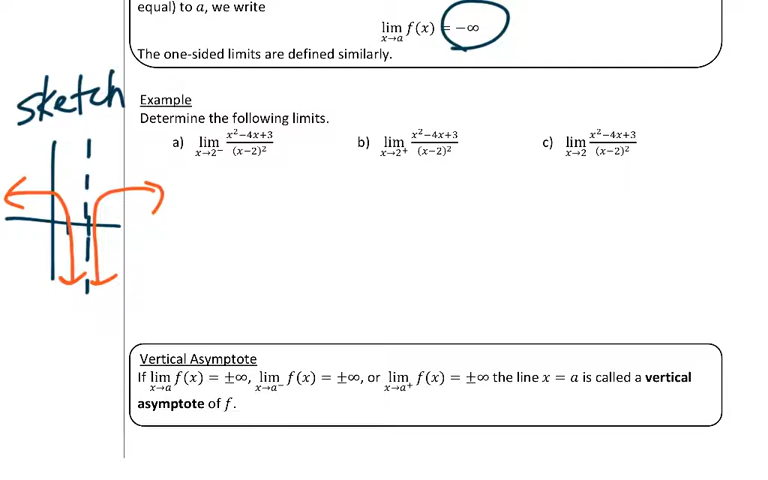 equal) to a, we write
lim x→a f(x) = −∞
The one-sided limits are defined similarly.
sketch
Example
Determine the following limits.
a) lim x→2⁻ x²−4x+3/(x−2)² b) lim x→2⁺ x²−4x+3/(x−2)² c) lim x→2 x²−4x+3/(x−2)²
Vertical Asymptote
If lim x→a f(x) = ±∞, lim x→a⁻ f(x) = ±∞, or lim x→a⁺ f(x) = ±∞ the line x = a is called a vertical
asymptote of f.